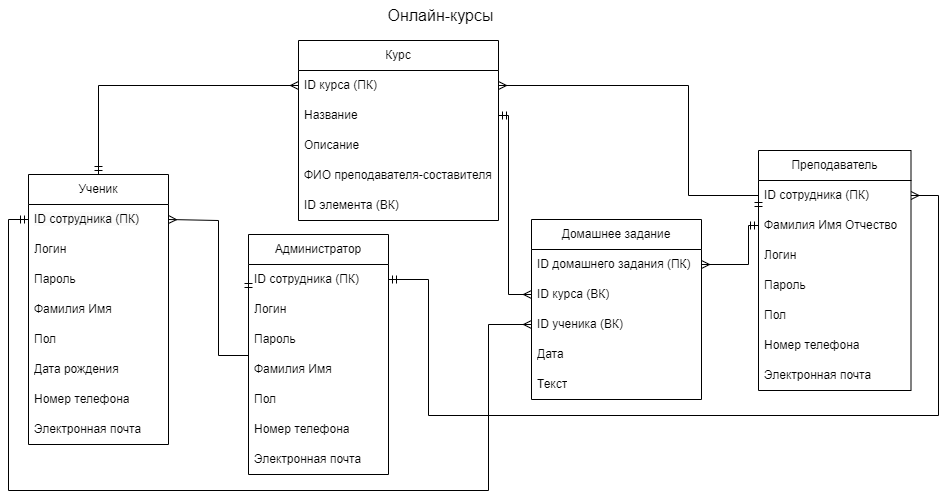 Онлайн-курсы
Курс
ID курса (ПК)
Название
Описание
ФИО преподавателя-составителя
ID элемента (ВК)
Ученик
ID сотрудника (ПК)
Логин
Пароль
Фамилия Имя
Пол
Дата рождения
Номер телефона
Электронная почта
Администратор
ID сотрудника (ПК)
Логин
Пароль
Фамилия Имя
Пол
Номер телефона
Электронная почта
Домашнее задание
ID домашнего задания (ПК)
ID курса (ВК)
ID ученика (ВК)
Дата
Текст
Преподаватель
ID сотрудника (ПК)
Фамилия Имя Отчество
Логин
Пароль
Пол
Номер телефона
Электронная почта